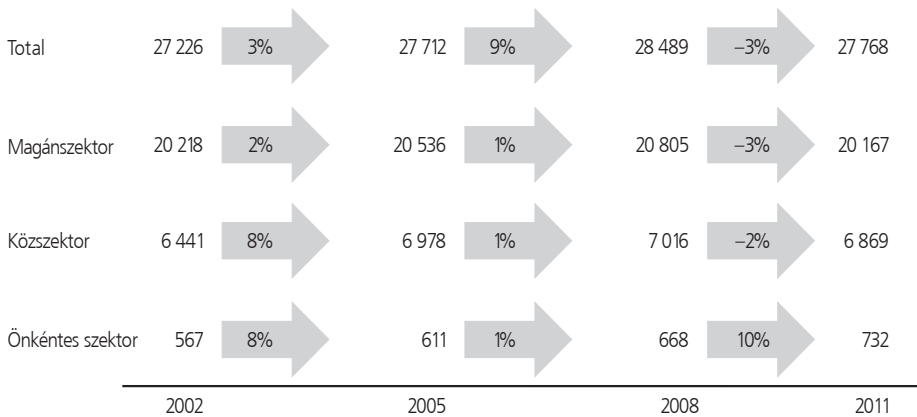 Total 27 226 3% 27 712 9% 28 489 –3% 27 768
Magánszektor 20 218 2% 20 536 1% 20 805 –3% 20 167
Közszektor 6 441 8% 6 978 1% 7 016 –2% 6 869
Önkéntes szektor 567 8% 611 1% 668 10% 732
2002 2005 2008 2011